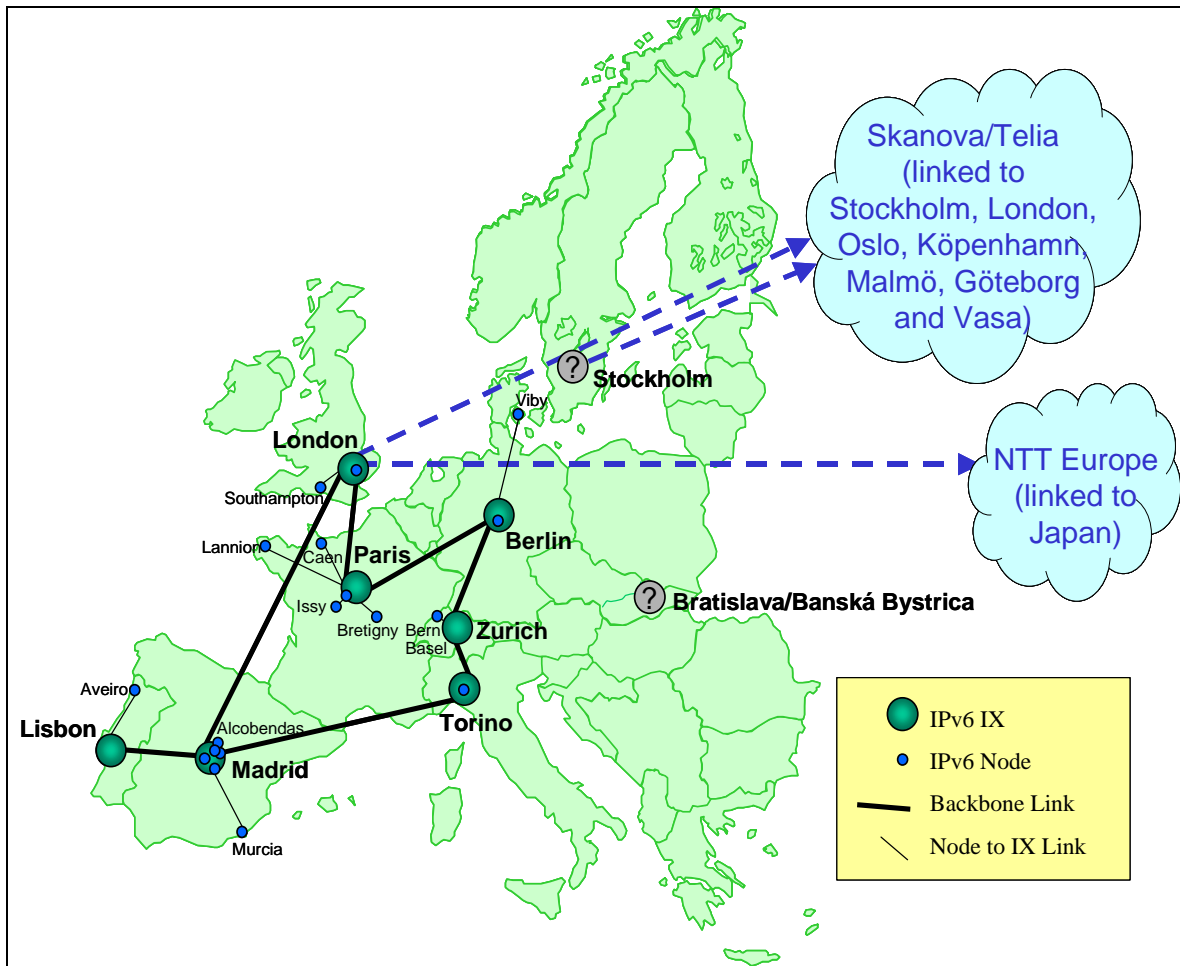 Skanova/Telia
(linked to
Stockholm, London,
Oslo, Köpenhamn,
Malmö, Göteborg
and Vasa)
?
Stockholm
Viby
London
NTT Europe
(linked to
Japan)
Southampton
Berlin
Lannion
Caen
Paris
?
Bratislava/Banská Bystrica
Issy
Bretigny
Bern
Basel
Zurich
Aveiro
Torino
Alcobendas
Lisbon
Madrid
Murcia
IPv6 IX
IPv6 Node
Backbone Link
Node to IX Link